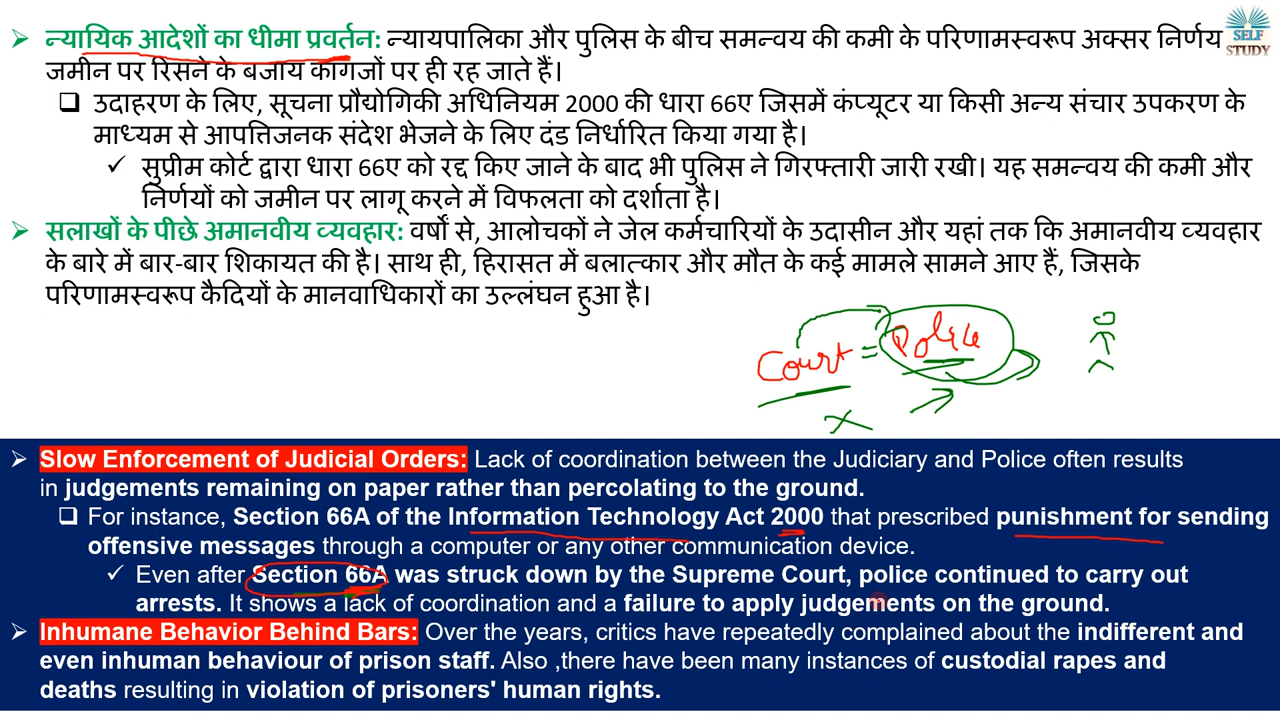 ➢ न्यायिक आदेशों का धीमा प्रवर्तन: न्यायपालिका और पुलिस के बीच समन्वय की कमी के परिणामस्वरूप अक्सर निर्णय
जमीन पर रिसने के बजाय कागजों पर ही रह जाते हैं।
❑ उदाहरण के लिए, सूचना प्रौद्योगिकी अधिनियम 2000 की धारा 66ए जिसमें कंप्यूटर या किसी अन्य संचार उपकरण के
माध्यम से आपत्तिजनक संदेश भेजने के लिए दंड निर्धारित किया गया है।
✓ सुप्रीम कोर्ट द्वारा धारा 66ए को रद्द किए जाने के बाद भी पुलिस ने गिरफ्तारी जारी रखी। यह समन्वय की कमी और
निर्णयों को जमीन पर लागू करने में विफलता को दर्शाता है।
➢ सलाखों के पीछे अमानवीय व्यवहार: वर्षों से, आलोचकों ने जेल कर्मचारियों के उदासीन और यहां तक कि अमानवीय व्यवहार
के बारे में बार-बार शिकायत की है। साथ ही, हिरासत में बलात्कार और मौत के कई मामले सामने आए हैं, जिसके
परिणामस्वरूप कैदियों के मानवाधिकारों का उल्लंघन हुआ है।
SELF
STUDY
Court = Police
➢ Slow Enforcement of Judicial Orders: Lack of coordination between the Judiciary and Police often results
in judgements remaining on paper rather than percolating to the ground.
❑ For instance, Section 66A of the Information Technology Act 2000 that prescribed punishment for sending
offensive messages through a computer or any other communication device.
✓ Even after Section 66A was struck down by the Supreme Court, police continued to carry out
arrests. It shows a lack of coordination and a failure to apply judgements on the ground.
➢ Inhumane Behavior Behind Bars: Over the years, critics have repeatedly complained about the indifferent and
even inhuman behaviour of prison staff. Also ,there have been many instances of custodial rapes and
deaths resulting in violation of prisoners' human rights.